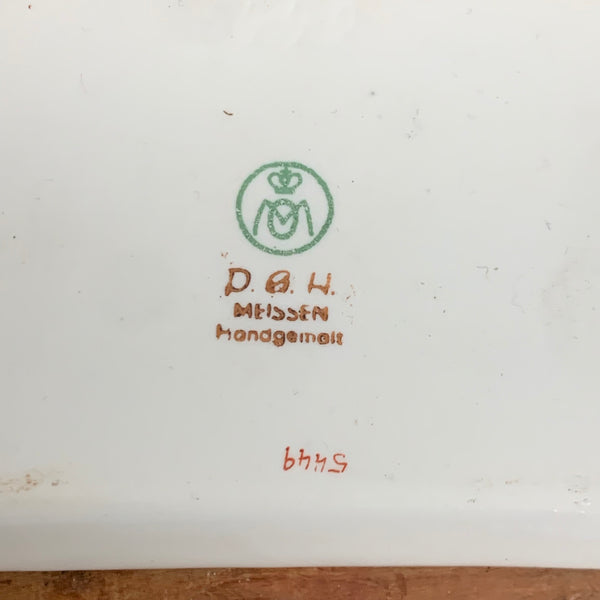 D. G. H.
MEISSEN
Handgemalt
5449